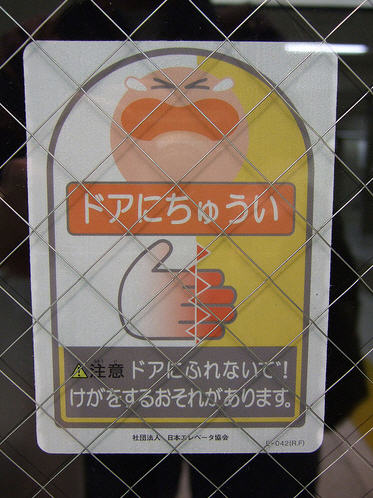 ドアにちゅうい
注意 ドアにふれないで!
けがをするおそれがあります。
社団法人 日本エレベータ協会
E-042(R.F)